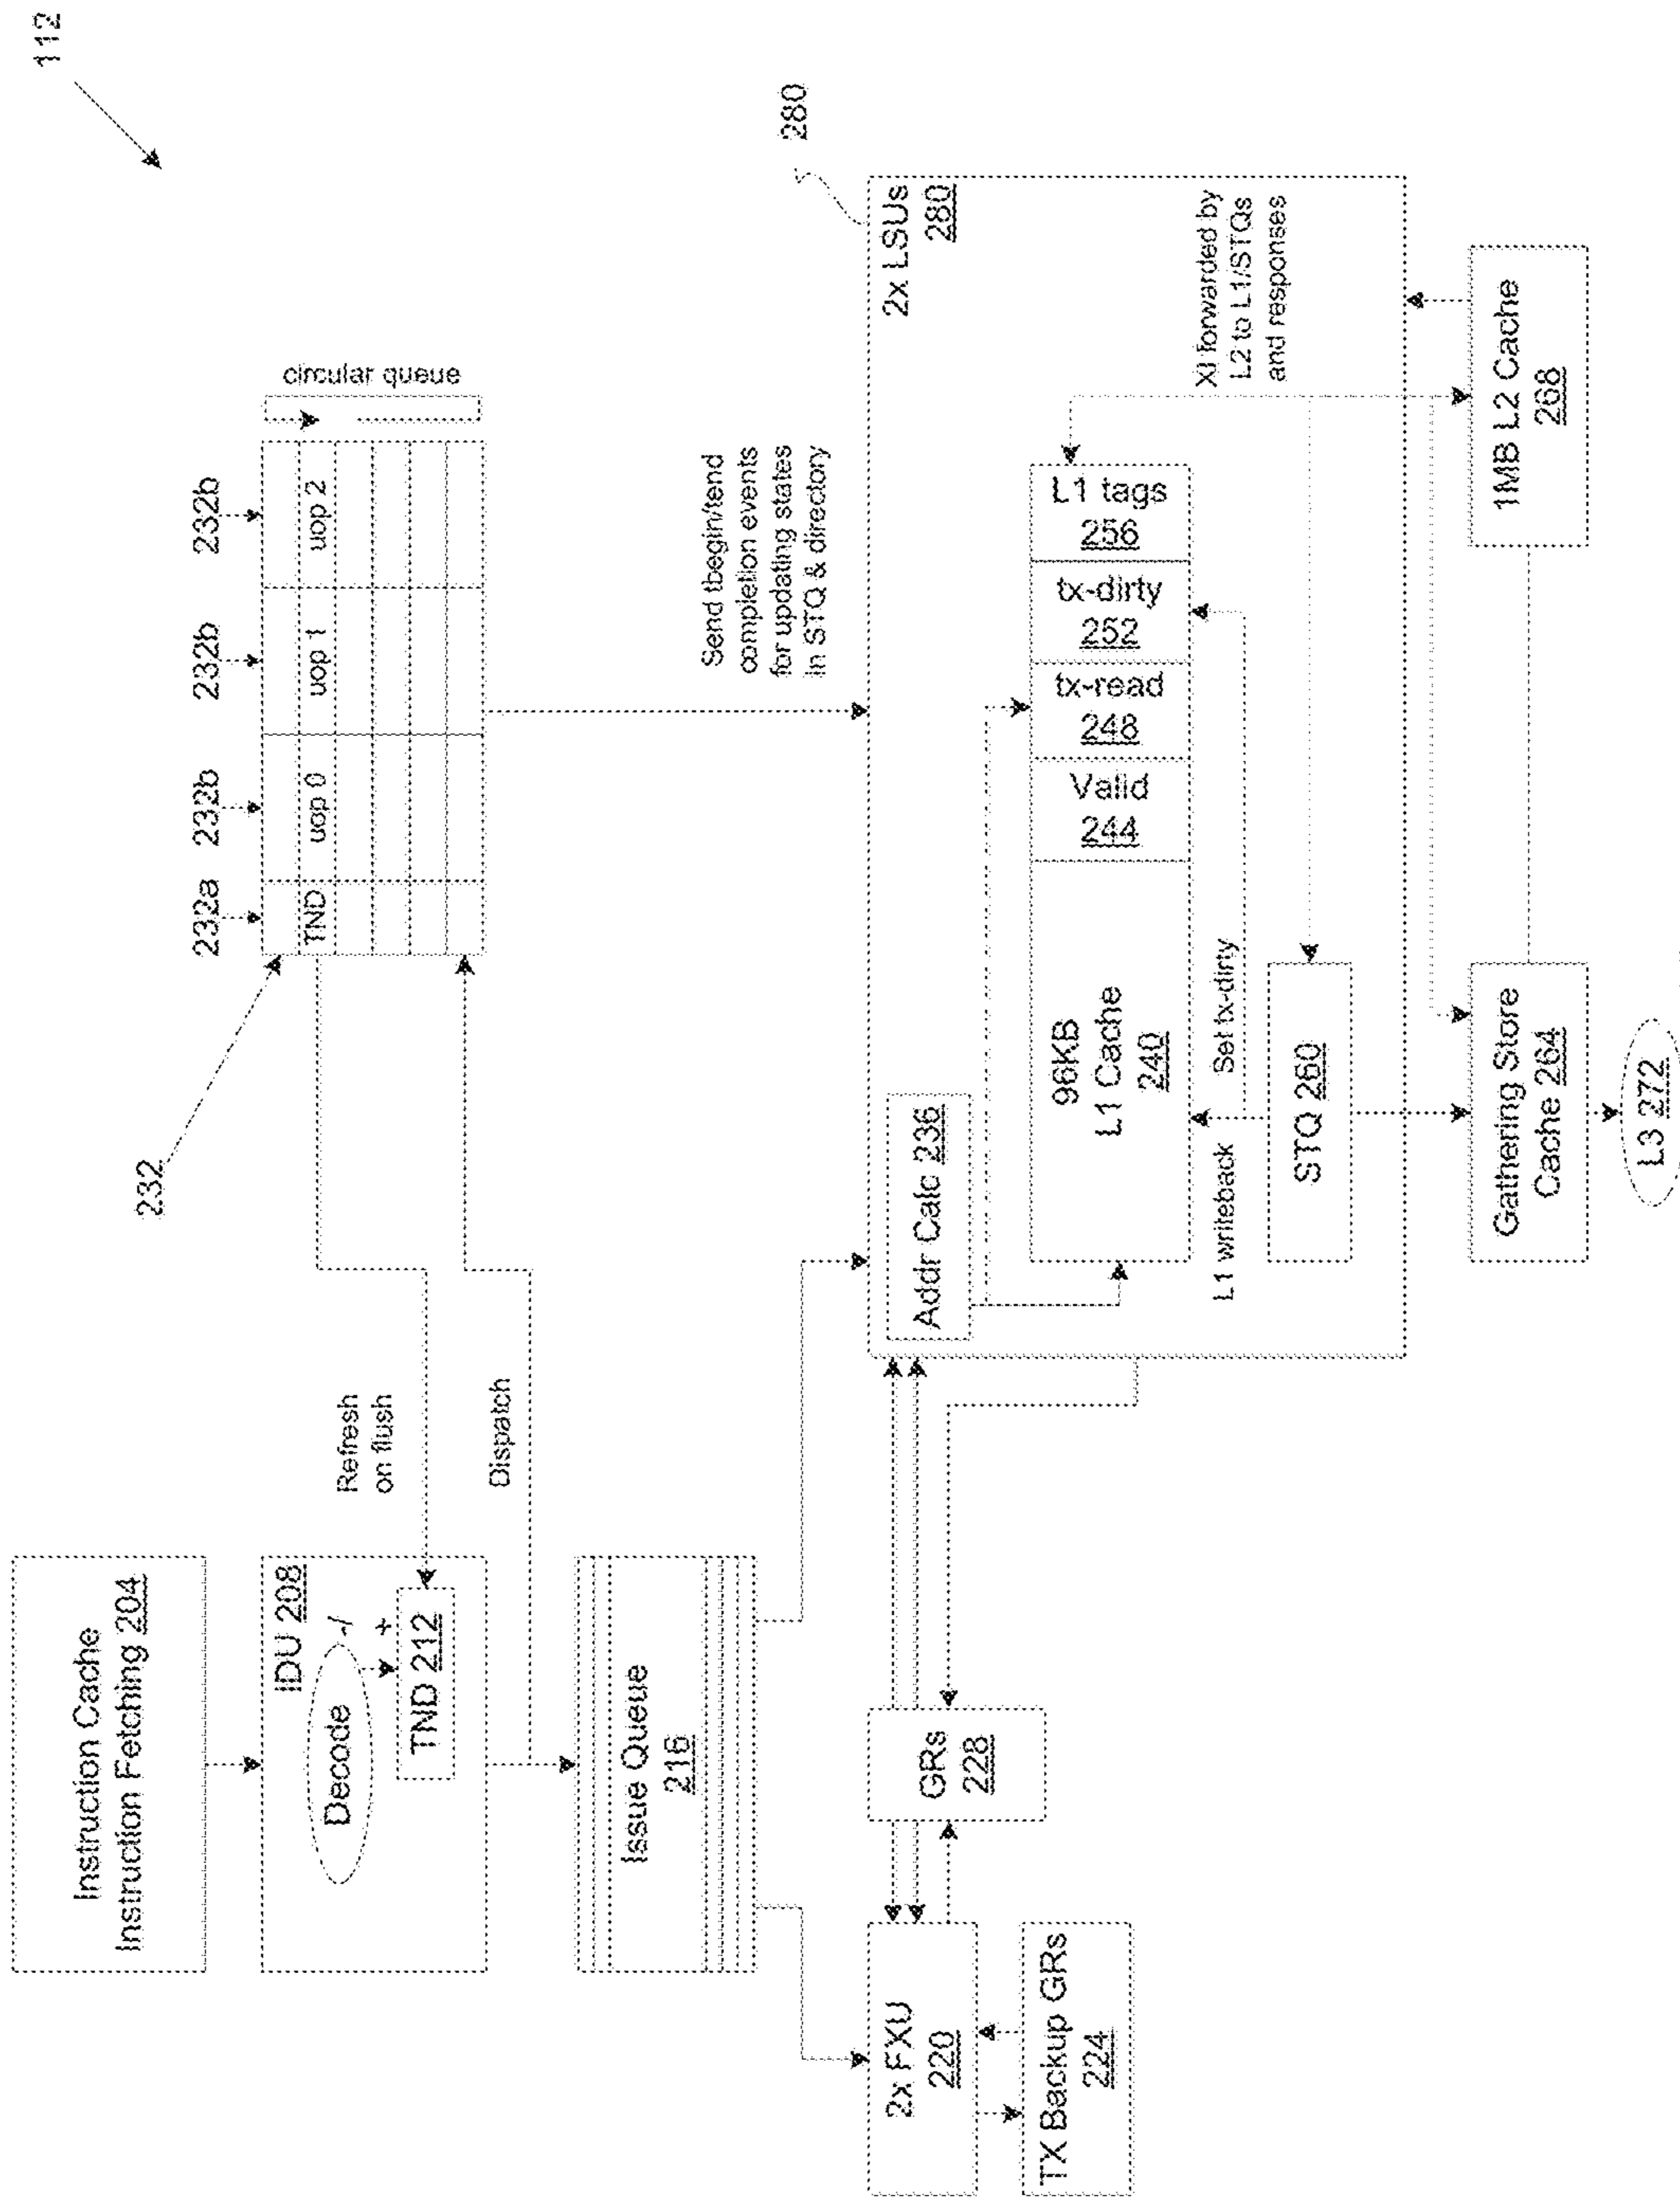 112
Instruction Cache
Instruction Fetching 204
IDU 208
Decode
-/
+
TND 212
Refresh
on flush
Dispatch
232
232a
232b
232b
232b
TND
uop 0
uop 1
uop 2
circular queue
Issue Queue
216
Send tbegin/tend
completion events
for updating states
in STQ & directory
2x FXU
220
TX Backup GRs
224
GRs
228
280
2x LSUs
280
Addr Calc 236
96KB
L1 Cache
240
Valid
244
tx-read
248
tx-dirty
252
L1 tags
256
XI forwarded by
L2 to L1/STQs
and responses
L1 writeback
Set tx-dirty
STQ 260
Gathering Store
Cache 264
1MB L2 Cache
268
L3 272